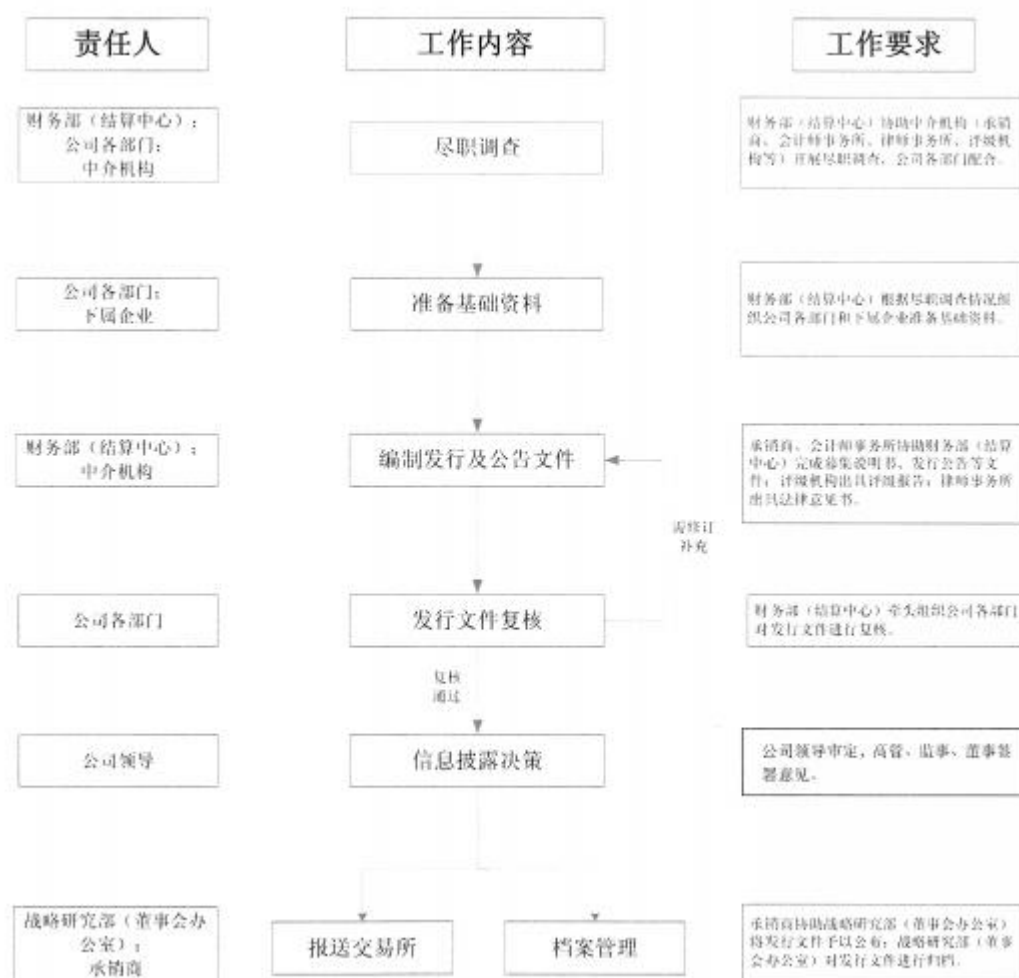 责任人
工作内容
工作要求
财务部（结算中心）；
公司各部门；
中介机构
尽职调查
财务部（结算中心）协助中介机构（承销
商、会计师事务所、律师事务所、评级机
构等）开展尽职调查，公司各部门配合。
公司各部门；
下属企业
准备基础资料
财务部（结算中心）根据尽职调查情况组
织公司各部门和下属企业准备基础资料。
财务部（结算中心）；
中介机构
编制发行及公告文件
承销商、会计师事务所协助财务部（结算
中心）完成募集说明书、发行公告等文
件；评级机构出具评级报告；律师事务所
出具法律意见书。
需修订
补充
公司各部门
发行文件复核
财务部（结算中心）牵头组织公司各部门
对发行文件进行复核。
复核
通过
公司领导
信息披露决策
公司领导审定，高管、监事、董事签
署意见。
战略研究部（董事会办
公室）；
承销商
报送交易所
档案管理
承销商协助战略研究部（董事会办公室）
将发行文件予以公布；战略研究部（董事
会办公室）对发行文件进行归档。